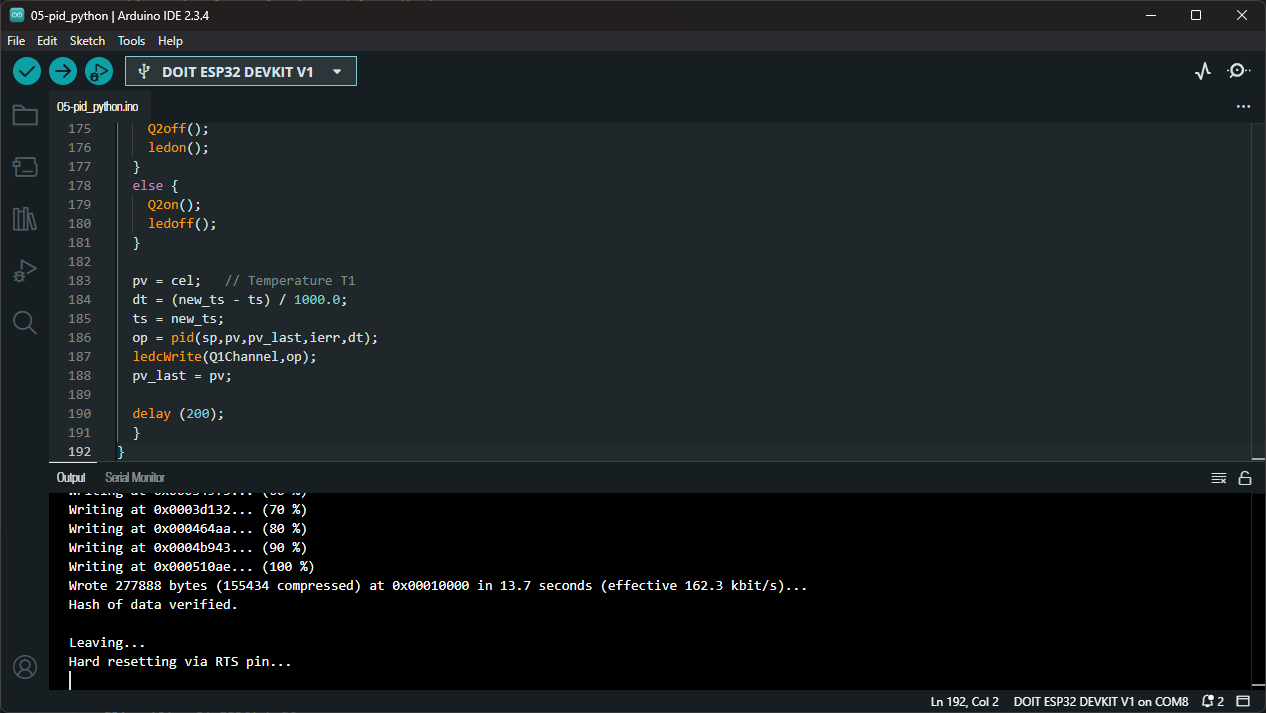 05-pid_python | Arduino IDE 2.3.4
File Edit Sketch Tools Help
DOIT ESP32 DEVKIT V1
05-pid_python.ino
175 Q2off();
176 ledon();
177 }
178 else {
179 Q2on();
180 ledoff();
181 }
182
183 pv = cel; // Temperature T1
184 dt = (new_ts - ts) / 1000.0;
185 ts = new_ts;
186 op = pid(sp,pv,pv_last,ierr,dt);
187 ledcWrite(Q1Channel,op);
188 pv_last = pv;
189
190 delay (200);
191 }
192 }
Output Serial Monitor
Writing at
Writing at 0x0003d132... (70 %)
Writing at 0x000464aa... (80 %)
Writing at 0x0004b943... (90 %)
Writing at 0x000510ae... (100 %)
Wrote 277888 bytes (155434 compressed) at 0x00010000 in 13.7 seconds (effective 162.3 kbit/s)...
Hash of data verified.
Leaving...
Hard resetting via RTS pin...
Ln 192, Col 2 DOIT ESP32 DEVKIT V1 on COM8 2